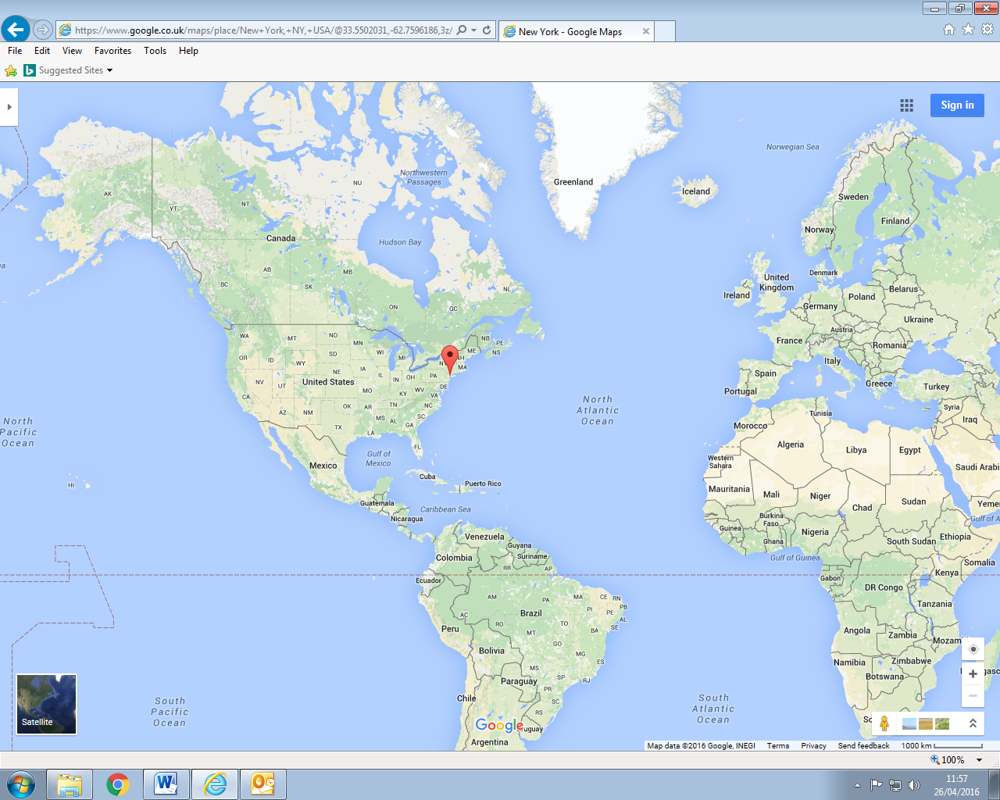 https://www.google.co.uk/maps/place/New+York,+NY,+USA/@33.5502031,-62.7596186,3z/
New York - Google Maps
File Edit View Favorites Tools Help
Suggested Sites
Sign in
Norwegian Sea
Northwestern
Passages
NU
Greenland
Iceland
AK
Sweden
YT
NT
Finland
Norway
Canada
Hudson Bay
AB
MB
Denmark
United
Kingdom
BC
SK
NL
Ireland
Poland
Belarus
ON
QC
Germany
Ukraine
Austria
WA
MT
ND
MN
NB
PE
France
Romania
OR
ID
SD
WI
MI
ME
NS
NY
NH
MA
Italy
WY
NE
IA
Spain
Greece
Turkey
NV
UT
United States
IL
IN
OH
PA
DE
Portugal
CA
CO
KS
MO
KY
WV
VA
North
Atlantic
Ocean
Tunisia
Syria
Iraq
AZ
NM
OK
AR
TN
NC
MS
AL
GA
SC
Morocco
North
Pacific
Ocean
TX
LA
FL
Algeria
Libya
Egypt
Gulf of
Mexico
Western
Sahara
Mexico
Saudi Arabi
Cuba
Puerto Rico
HI
Mauritania
Mali
Niger
Chad
Sudan
Yemen
Guatemala
Caribbean Sea
Nicaragua
Burkina
Faso
Gulf of A
Guinea
Nigeria
Ghana
South Sudan
Ethiopia
Venezuela
Guyana
Suriname
Colombia
Gulf of Guinea
Somalia
RR
AP
Kenya
Ecuador
Gabon
DR Congo
AM
PA
MA
CE
RN
Tanzania
PB
Brazil
PI
PE
AC
RO
TO
AL
SE
Peru
MT
BA
Angola
Zambia
Mozam
GO
Bolivia
MG
ES
Namibia
Zimbabwe
MS
SP
RJ
Botswana
gasc
Paraguay
PR
SC
Chile
South
Pacific
Ocean
South
Atlantic
Ocean
RS
Satellite
Google
uguay
So
Argentina
Map data ©2016 Google, INEGI Terms Privacy Send feedback 1000 km
100%
11:57
26/04/2016